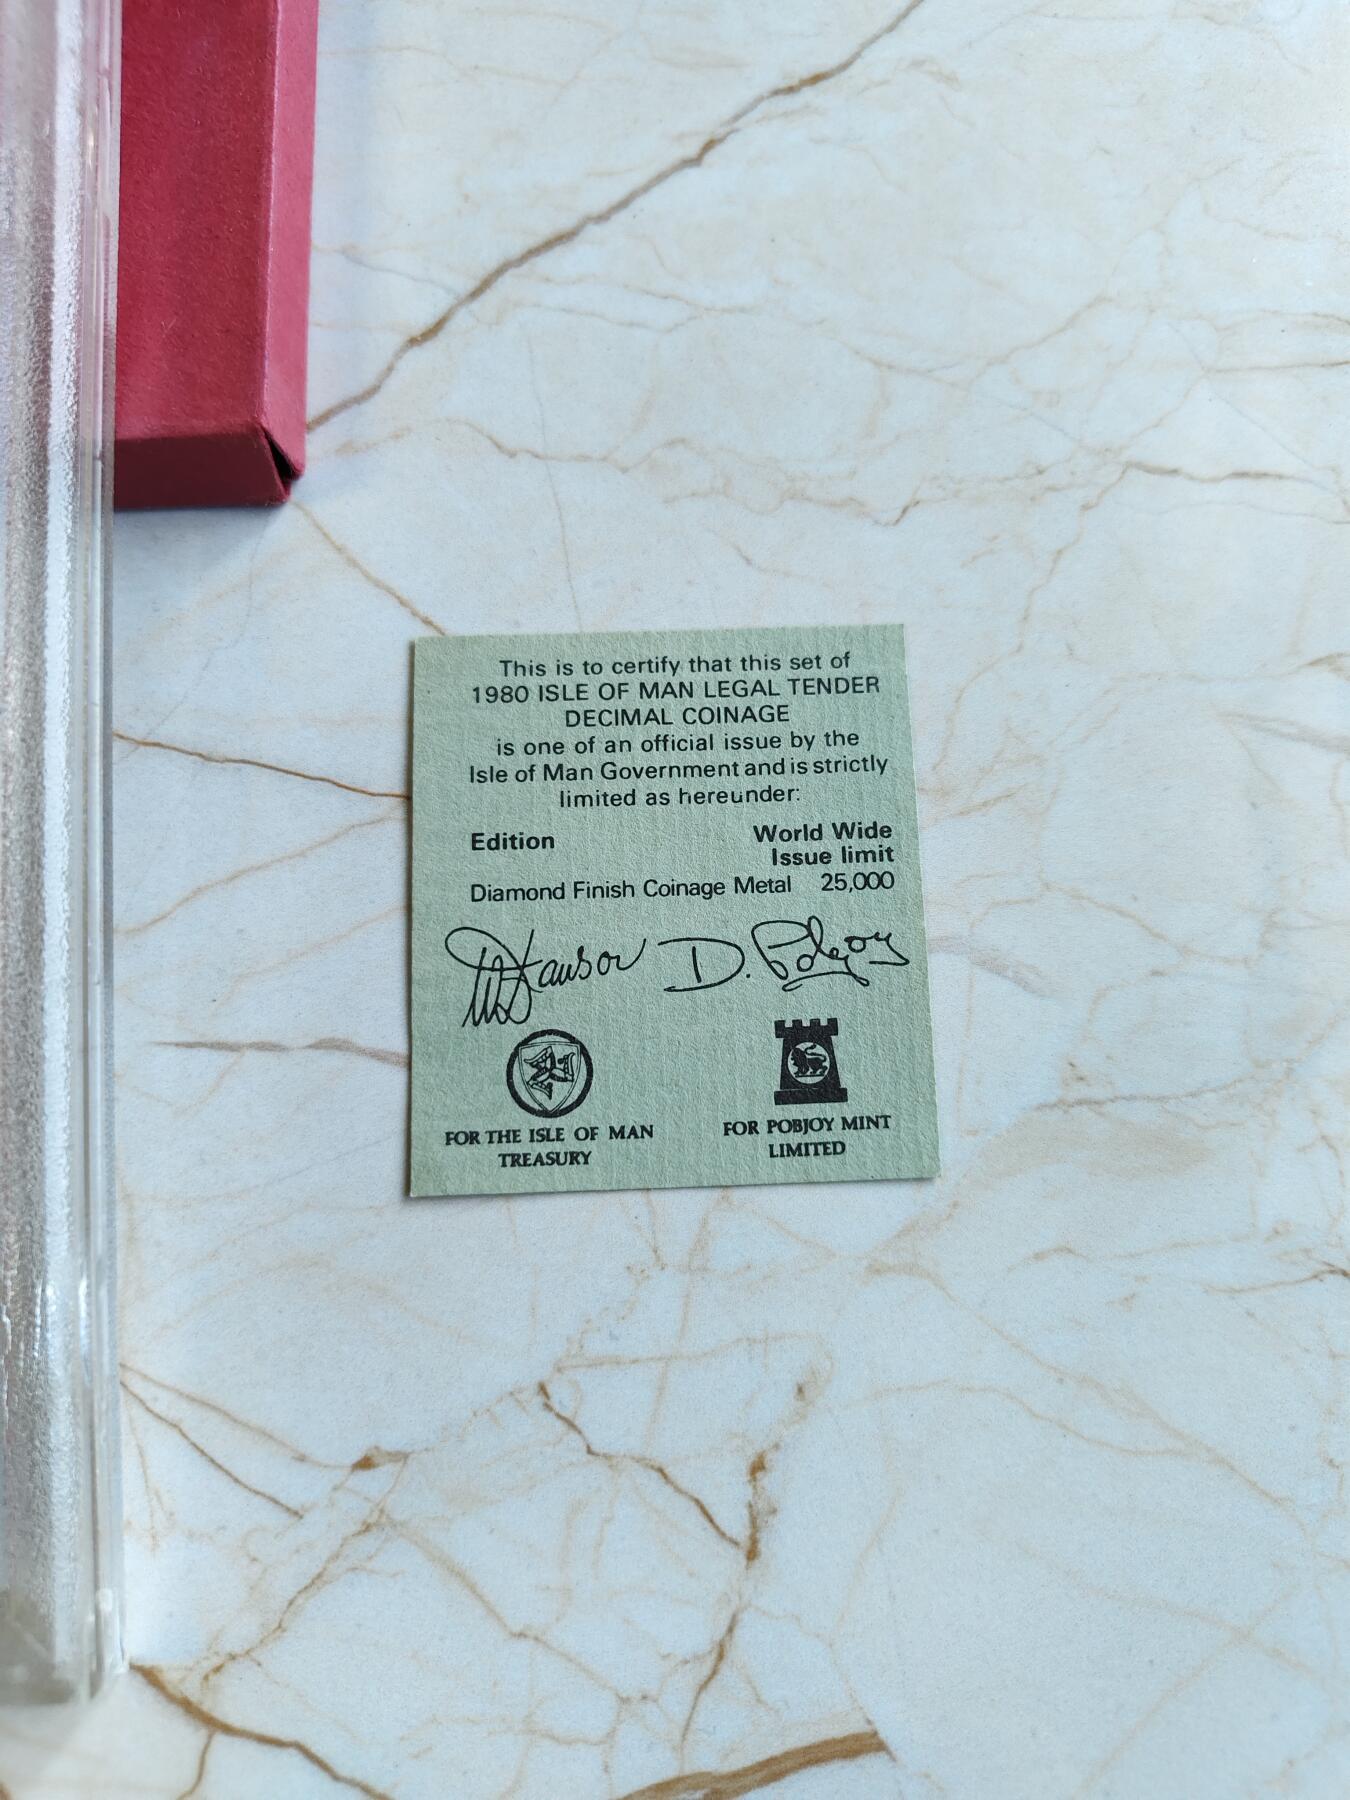 This is to certify that this set of
1980 ISLE OF MAN LEGAL TENDER
DECIMAL COINAGE
is one of an official issue by the
Isle of Man Government and is strictly
limited as hereunder:
Edition World Wide
Issue limit
Diamond Finish Coinage Metal 25,000
D. Pobjoy
FOR THE ISLE OF MAN
TREASURY
FOR POBJOY MINT
LIMITED